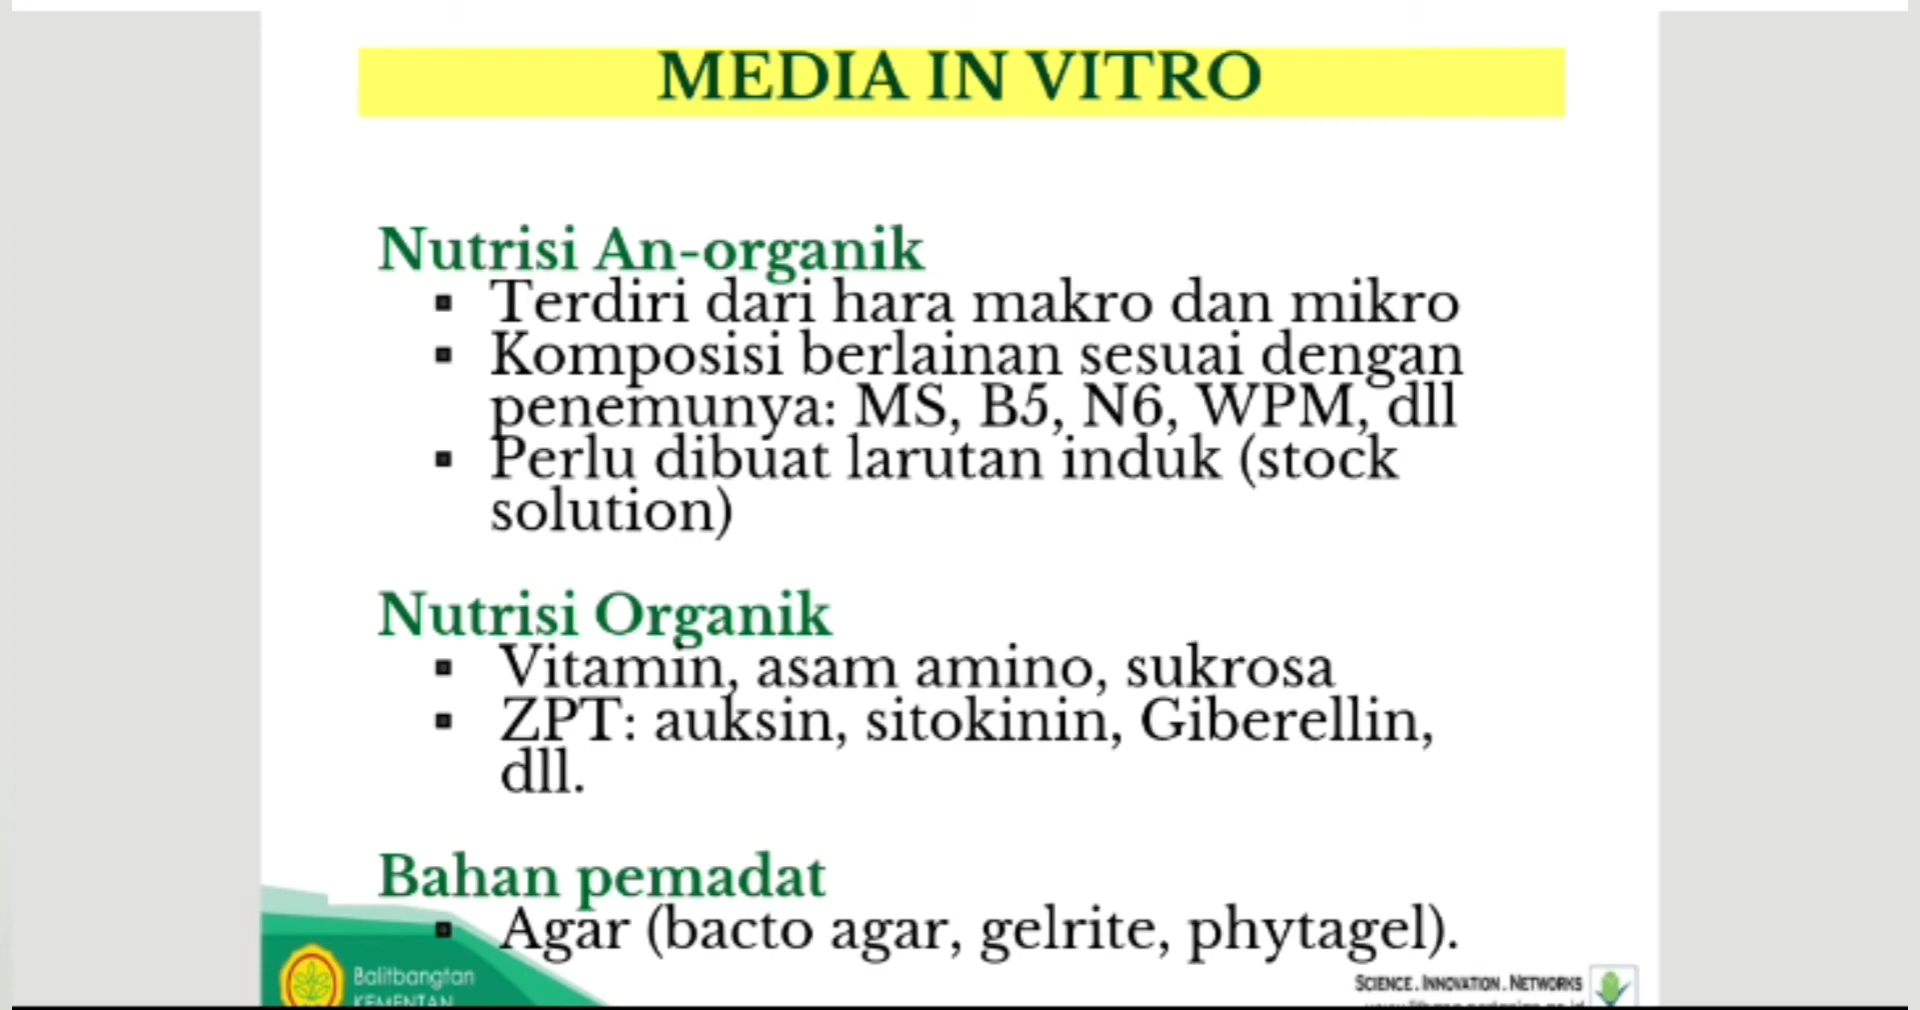 MEDIA IN VITRO
Nutrisi An-organik
▪ Terdiri dari hara makro dan mikro
▪ Komposisi berlainan sesuai dengan
penemunya: MS, B5, N6, WPM, dll
▪ Perlu dibuat larutan induk (stock
solution)
Nutrisi Organik
▪ Vitamin, asam amino, sukrosa
▪ ZPT: auksin, sitokinin, Giberellin,
dll.
Bahan pemadat
▪ Agar (bacto agar, gelrite, phytagel).
Balitbangtan
KEMENTAN
SCIENCE. INNOVATION. NETWORKS